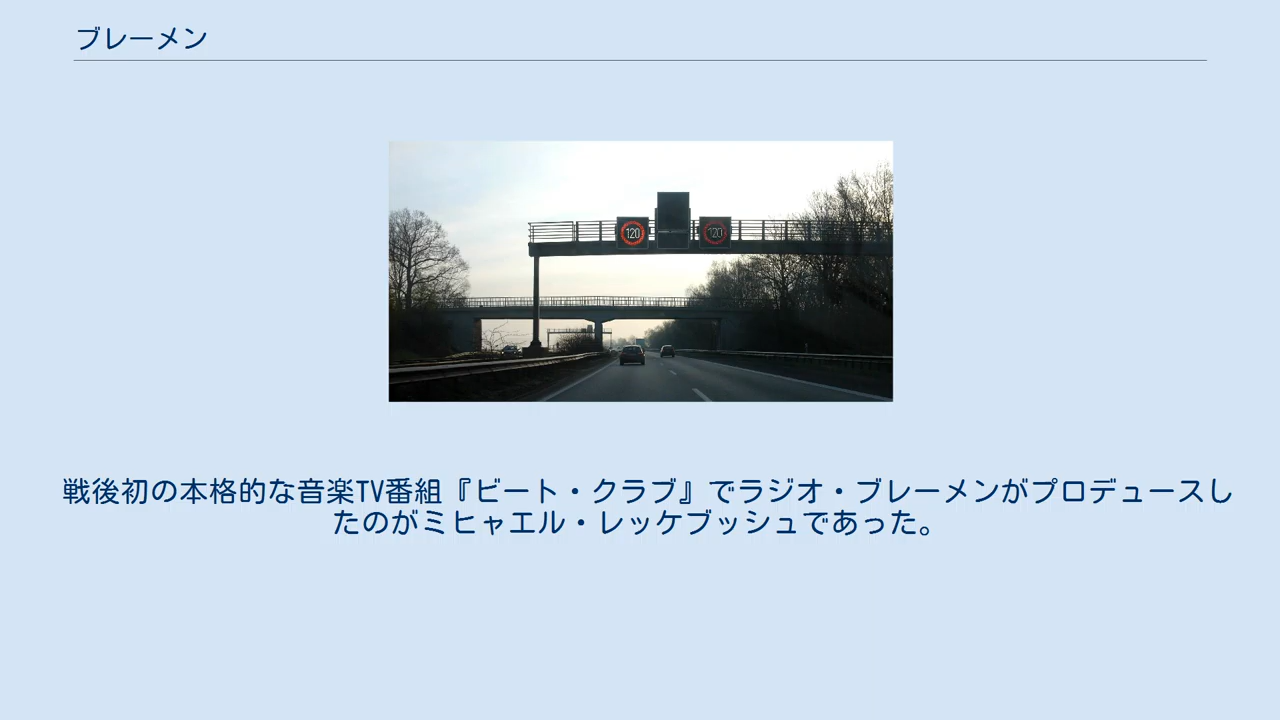 ブレーメン
120
120
戦後初の本格的な音楽TV番組『ビート・クラブ』でラジオ・ブレーメンがプロデュースし
たのがミヒャエル・レッケブッシュであった。